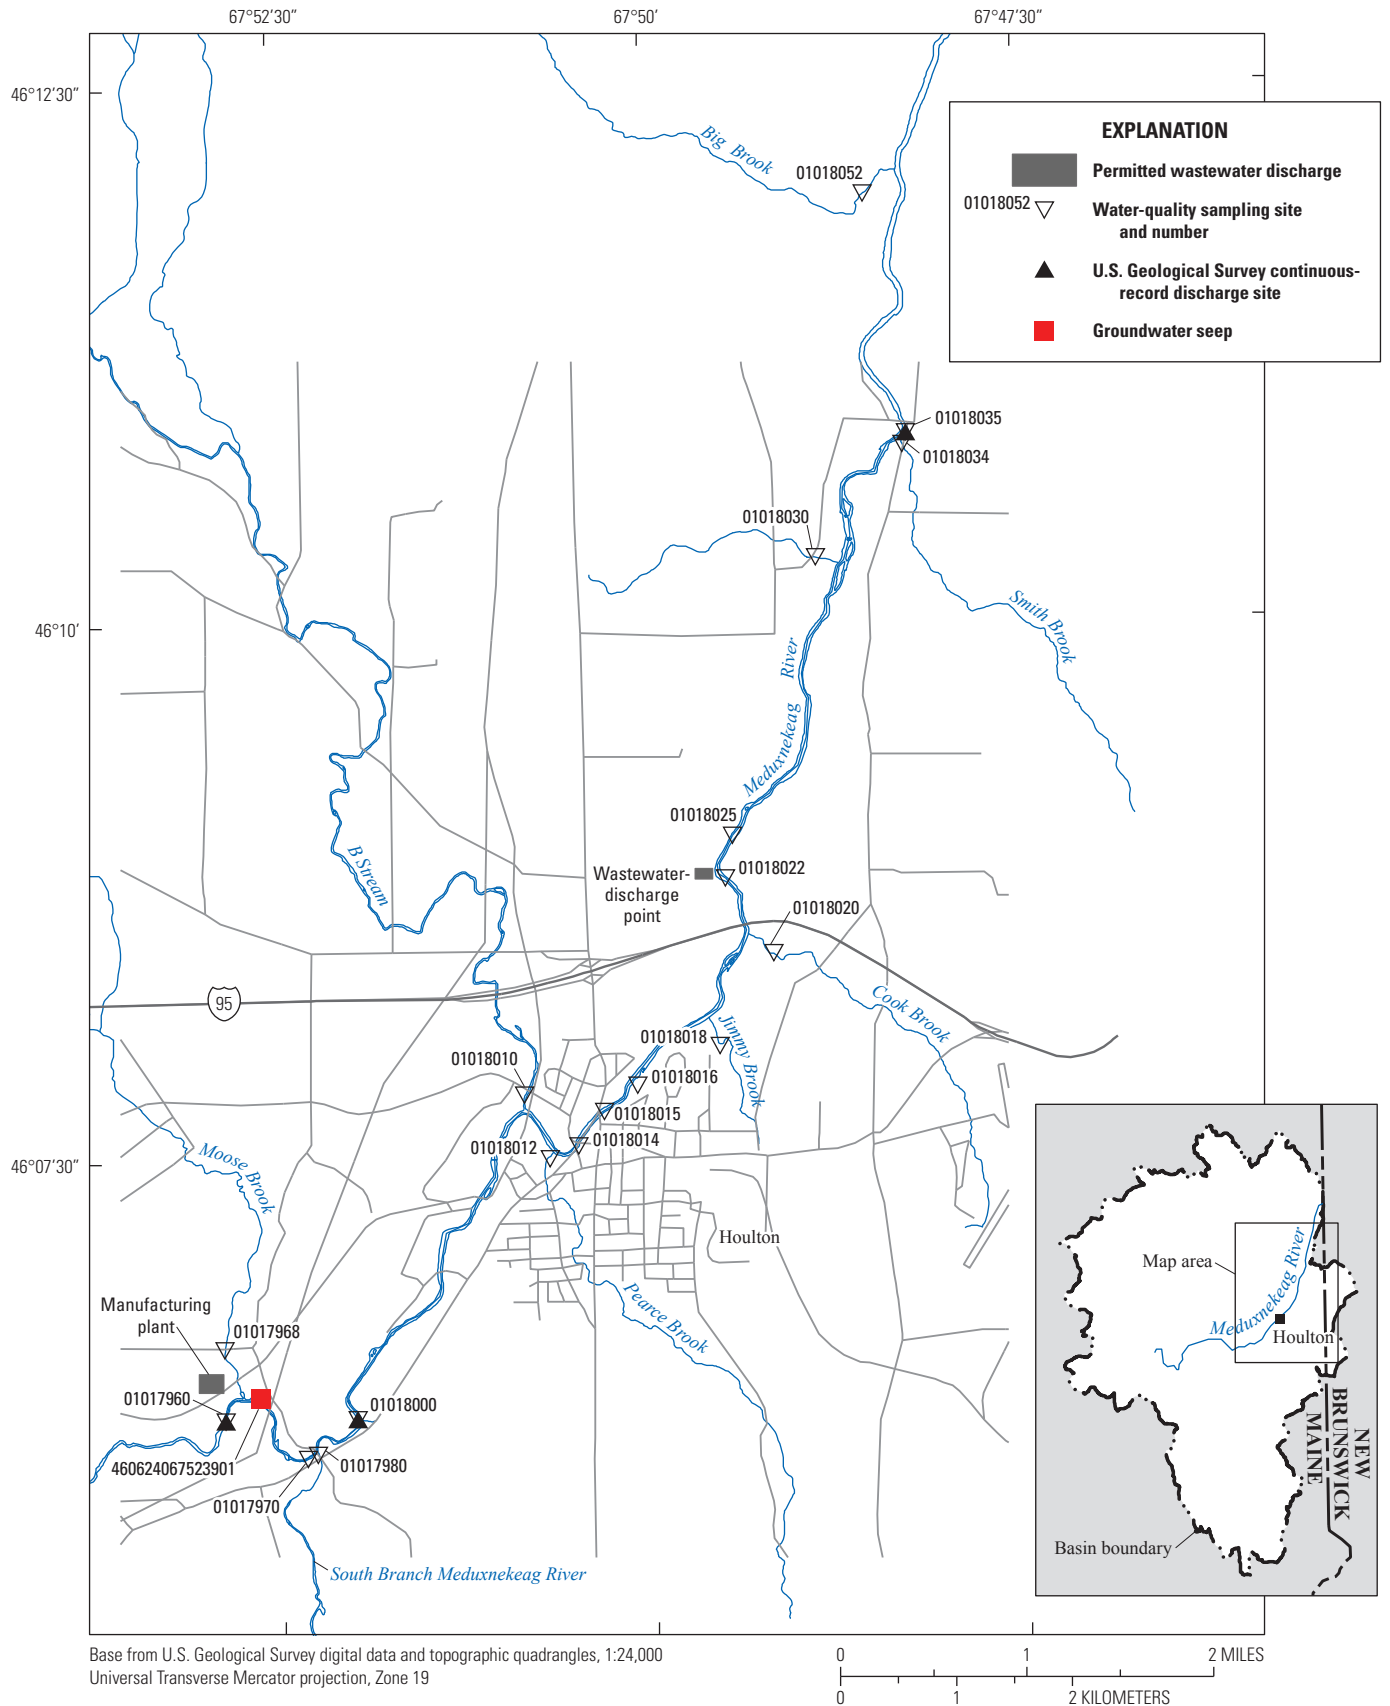 67°52'30"
67°50'
67°47'30"
46°12'30"
46°10'
46°07'30"
EXPLANATION
Permitted wastewater discharge
01018052
Water-quality sampling site
and number
U.S. Geological Survey continuous-
record discharge site
Groundwater seep
Big Brook
01018052
01018035
01018034
01018030
Smith Brook
Meduxnekeag River
01018025
Wastewater-
discharge
point
01018022
01018020
B Stream
95
Cook Brook
Jimmy Brook
01018018
01018010
01018016
01018015
01018014
01018012
Moose Brook
Houlton
Pearce Brook
Manufacturing
plant
01017968
01017960
01018000
460624067523901
01017980
01017970
South Branch Meduxnekeag River
Map area
Meduxnekeag River
Houlton
NEW
BRUNSWICK
MAINE
Basin boundary
Base from U.S. Geological Survey digital data and topographic quadrangles, 1:24,000
Universal Transverse Mercator projection, Zone 19
0 1 2 MILES
0 1 2 KILOMETERS